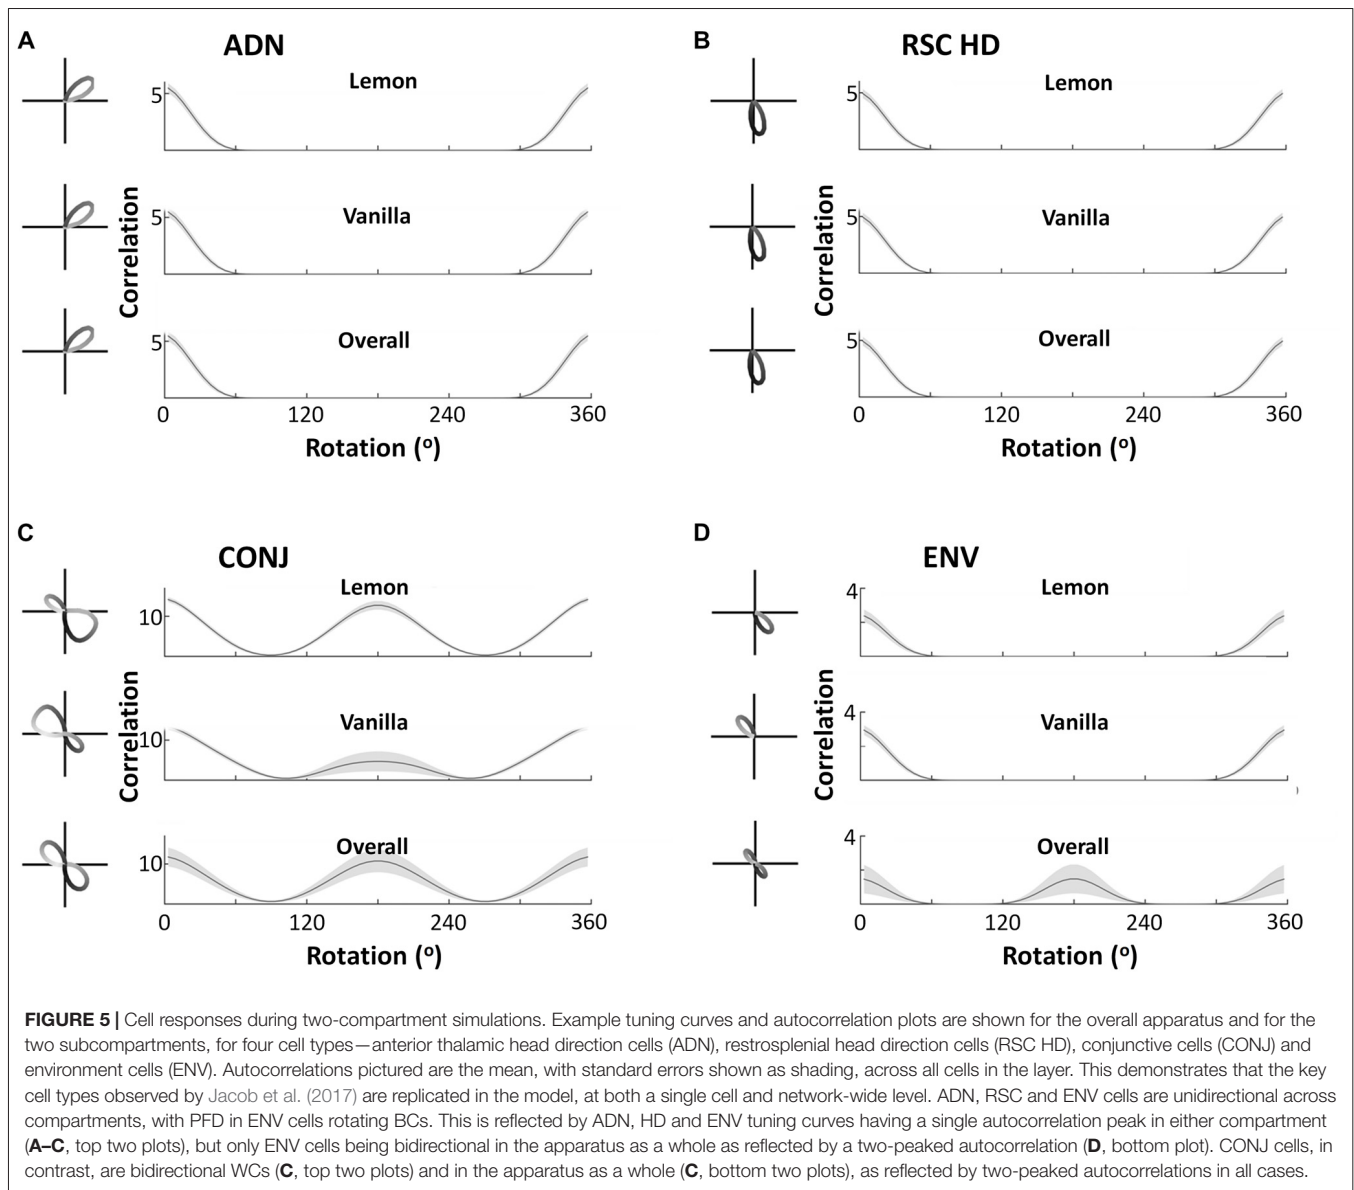 A
ADN
Lemon
5
Vanilla
5
Overall
5
Correlation
0 120 240 360
Rotation (º)
B
RSC HD
Lemon
5
Vanilla
5
Overall
5
Correlation
0 120 240 360
Rotation (º)
C
CONJ
Lemon
10
Vanilla
10
Overall
10
Correlation
0 120 240 360
Rotation (º)
D
ENV
Lemon
4
Vanilla
4
Overall
4
Correlation
0 120 240 360
Rotation (º)
FIGURE 5 | Cell responses during two-compartment simulations. Example tuning curves and autocorrelation plots are shown for the overall apparatus and for the
two subcompartments, for four cell types—anterior thalamic head direction cells (ADN), restrosplenial head direction cells (RSC HD), conjunctive cells (CONJ) and
environment cells (ENV). Autocorrelations pictured are the mean, with standard errors shown as shading, across all cells in the layer. This demonstrates that the key
cell types observed by Jacob et al. (2017) are replicated in the model, at both a single cell and network-wide level. ADN, RSC and ENV cells are unidirectional across
compartments, with PFD in ENV cells rotating BCs. This is reflected by ADN, HD and ENV tuning curves having a single autocorrelation peak in either compartment
(A–C, top two plots), but only ENV cells being bidirectional in the apparatus as a whole as reflected by a two-peaked autocorrelation (D, bottom plot). CONJ cells, in
contrast, are bidirectional WCs (C, top two plots) and in the apparatus as a whole (C, bottom two plots), as reflected by two-peaked autocorrelations in all cases.